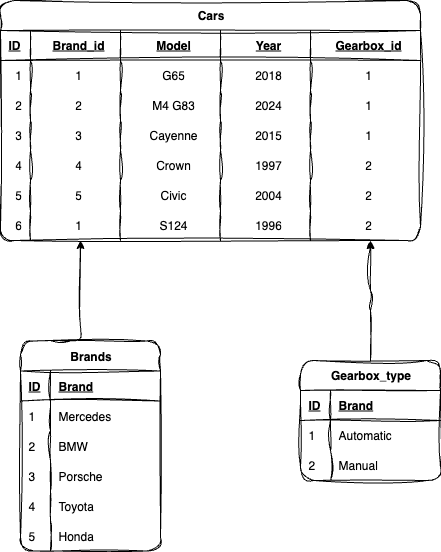 Cars
ID Brand_id Model Year Gearbox_id
1 1 G65 2018 1
2 2 M4 G83 2024 1
3 3 Cayenne 2015 1
4 4 Crown 1997 2
5 5 Civic 2004 2
6 1 S124 1996 2
Brands
ID Brand
1 Mercedes
2 BMW
3 Porsche
4 Toyota
5 Honda
Gearbox_type
ID Brand
1 Automatic
2 Manual